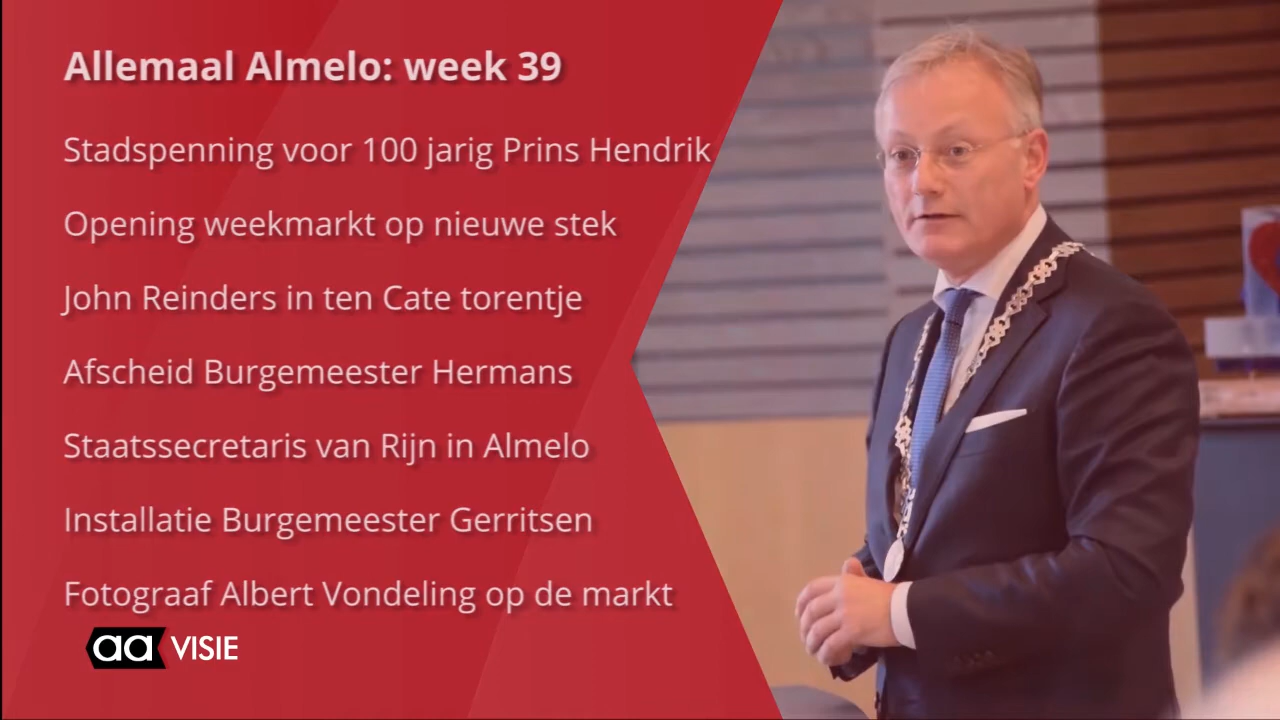 Allemaal Almelo: week 39
Stadspenning voor 100 jarig Prins Hendrik
Opening weekmarkt op nieuwe stek
John Reinders in ten Cate torentje
Afscheid Burgemeester Hermans
Staatssecretaris van Rijn in Almelo
Installatie Burgemeester Gerritsen
Fotograaf Albert Vondeling op de markt
aa VISIE